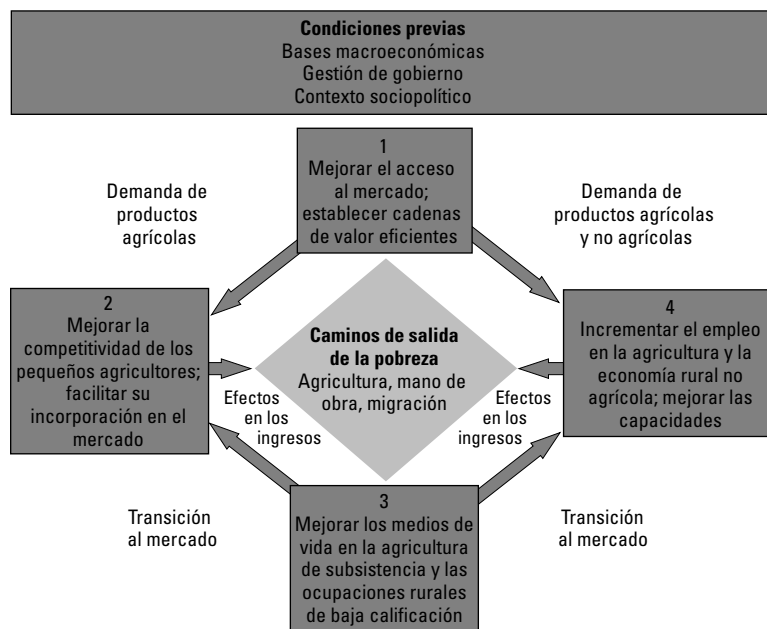 Condiciones previas
Bases macroeconómicas
Gestión de gobierno
Contexto sociopolítico
1
Mejorar el acceso
al mercado;
establecer cadenas
de valor eficientes
Demanda de
productos
agrícolas
Demanda de
productos agrícolas
y no agrícolas
2
Mejorar la
competitividad de los
pequeños agricultores;
facilitar su
incorporación en el
mercado
Caminos de salida
de la pobreza
Agricultura, mano de
obra, migración
4
Incrementar el empleo
en la agricultura y la
economía rural no
agrícola; mejorar las
capacidades
Efectos
en los
ingresos
Efectos
en los
ingresos
Transición
al mercado
3
Mejorar los medios de
vida en la agricultura
de subsistencia y las
ocupaciones rurales
de baja calificación
Transición
al mercado